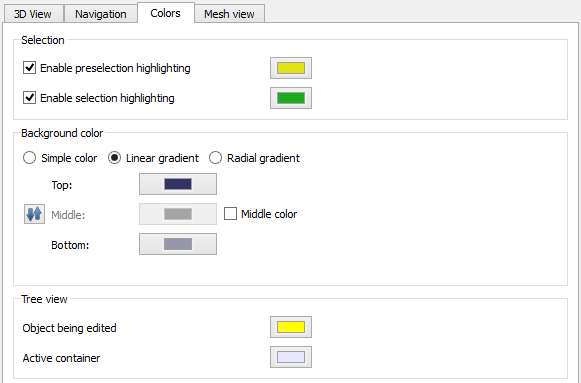 3D View Navigation Colors Mesh view
Selection
Enable preselection highlighting
Enable selection highlighting
Background color
Simple color Linear gradient Radial gradient
Top:
Middle: Middle color
Bottom:
Tree view
Object being edited
Active container